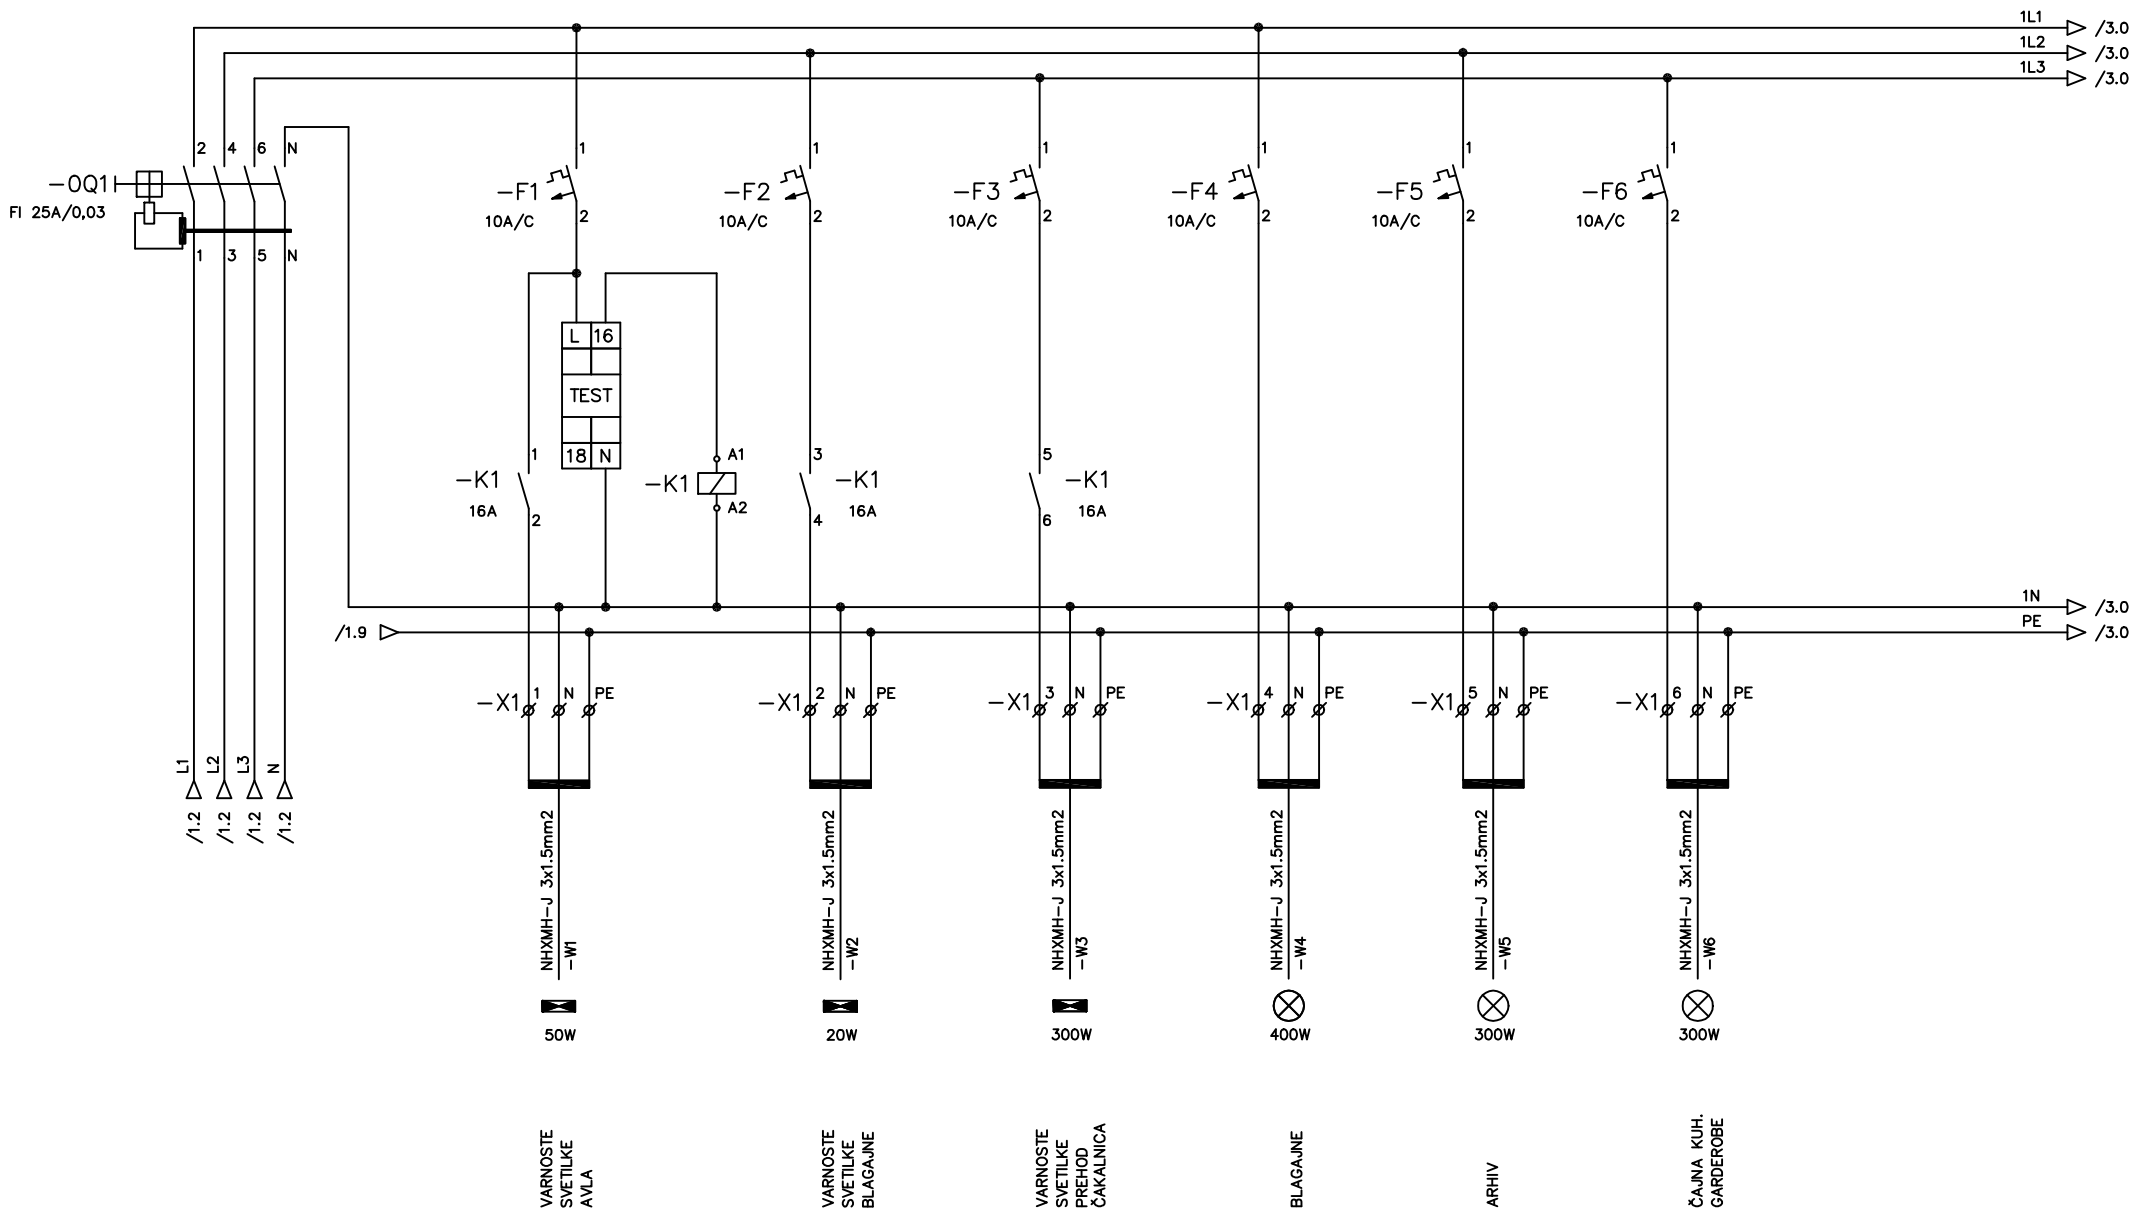 1L1
/3.0
1L2
/3.0
1L3
/3.0
2 4 6 N
1 1 1 1 1 1
-0Q1
FI 25A/0,03
-F1 -F2 -F3 -F4 -F5 -F6
10A/C 10A/C 10A/C 10A/C 10A/C 10A/C
2 2 2 2 2 2
1 3 5 N
L 16
TEST
18 N
1 A1 3 5
-K1 -K1 -K1 -K1
16A A2 16A 16A
2 4 6
1N
/3.0
/1.9
PE
/3.0
-X1 1 N PE
-X1 2 N PE
-X1 3 N PE
-X1 4 N PE
-X1 5 N PE
-X1 6 N PE
L1 L2 L3 N
/1.2 /1.2 /1.2 /1.2
NHXMH-J 3x1.5mm2
-W1
NHXMH-J 3x1.5mm2
-W2
NHXMH-J 3x1.5mm2
-W3
NHXMH-J 3x1.5mm2
-W4
NHXMH-J 3x1.5mm2
-W5
NHXMH-J 3x1.5mm2
-W6
50W 20W 300W 400W 300W 300W
VARNOSTE
SVETILKE
AVLA
VARNOSTE
SVETILKE
BLAGAJNE
VARNOSTE
SVETILKE
PREHOD
ČAKALNICA
BLAGAJNE
ARHIV
ČAJNA KUH.
GARDEROBE